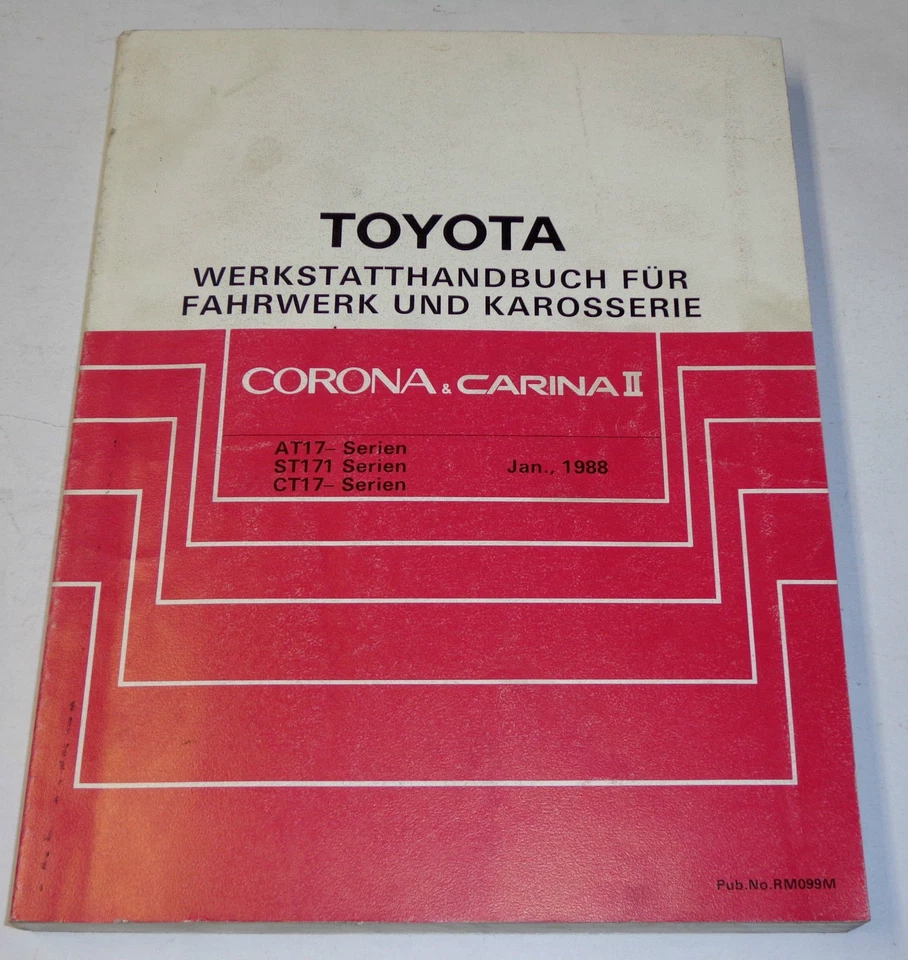 TOYOTA
WERKSTATTHANDBUCH FÜR
FAHRWERK UND KAROSSERIE
CORONA & CARINA II
AT17– Serien
ST171 Serien Jan., 1988
CT17– Serien
Pub.No.RM099M